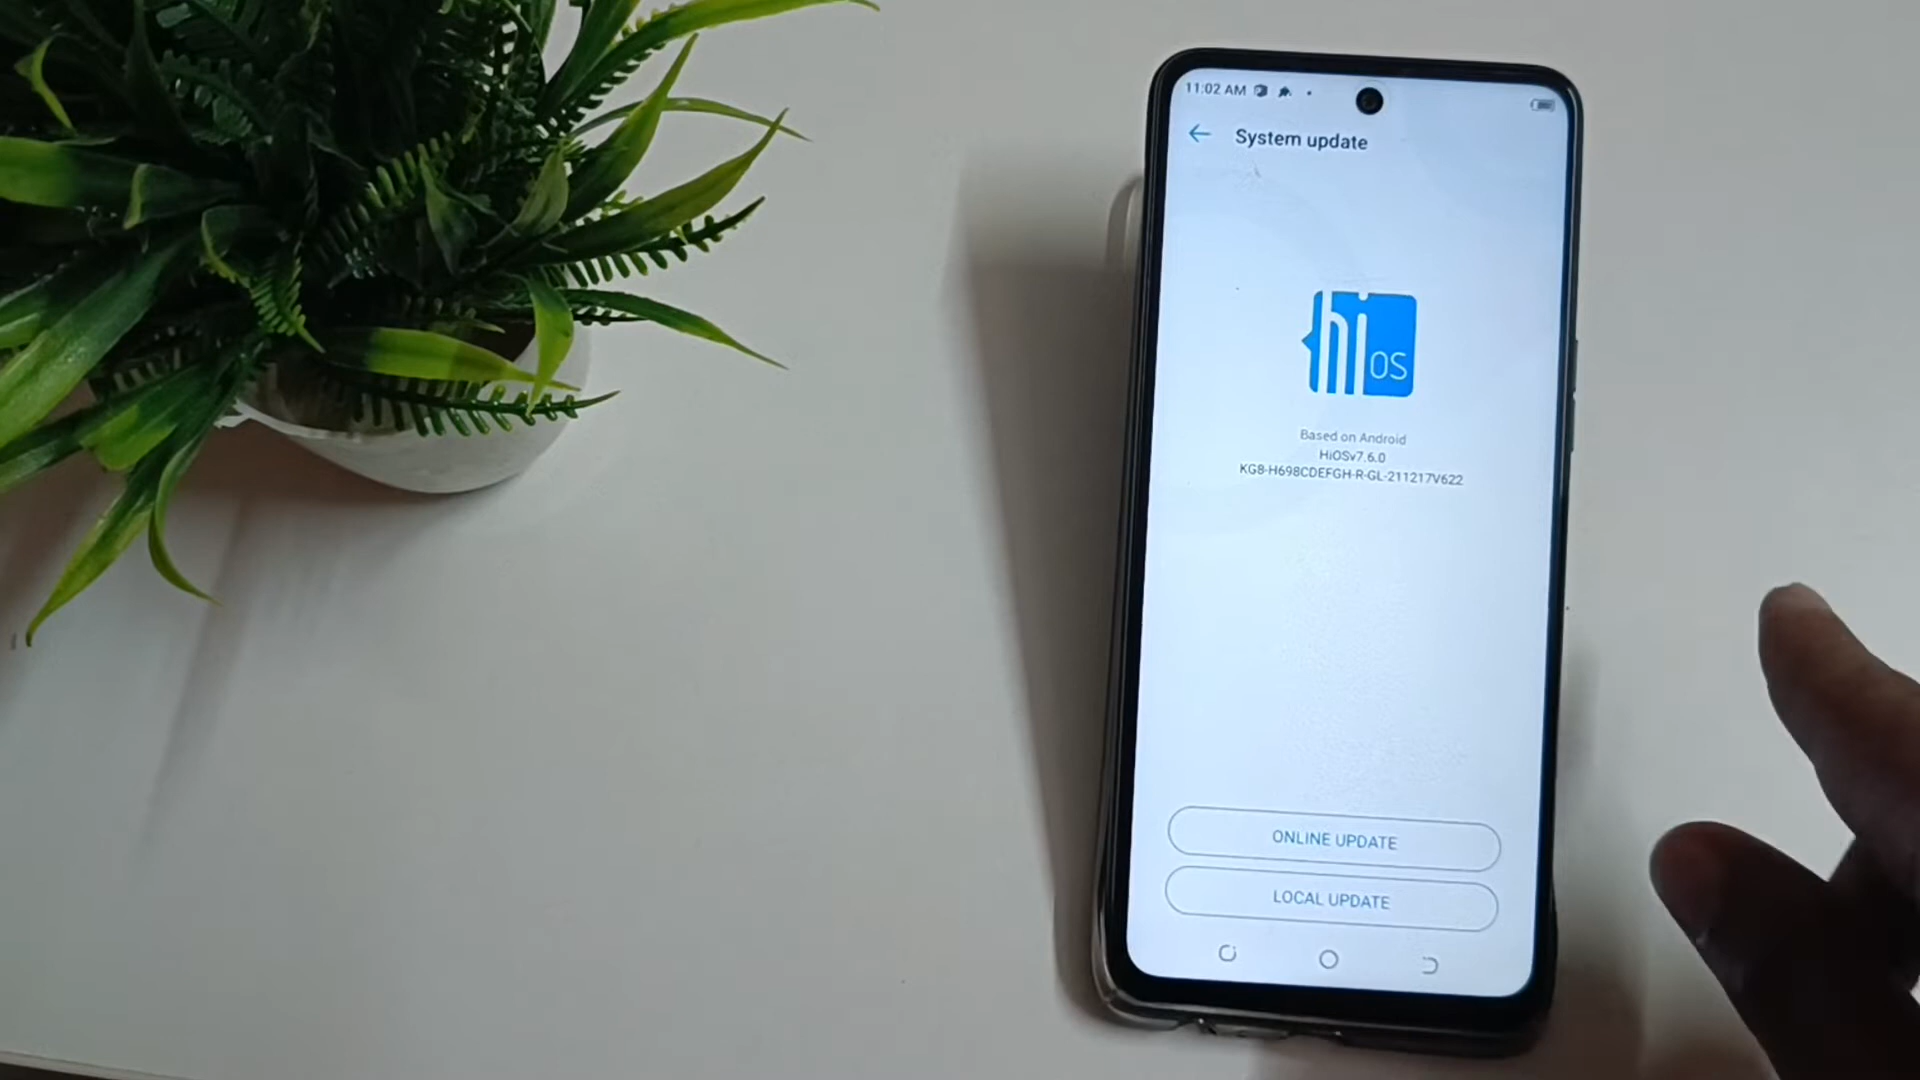 11:02 AM
System update
hi OS
Based on Android
HiOSv7.6.0
KG8-H698CDEFGH-R-GL-211217V622
ONLINE UPDATE
LOCAL UPDATE